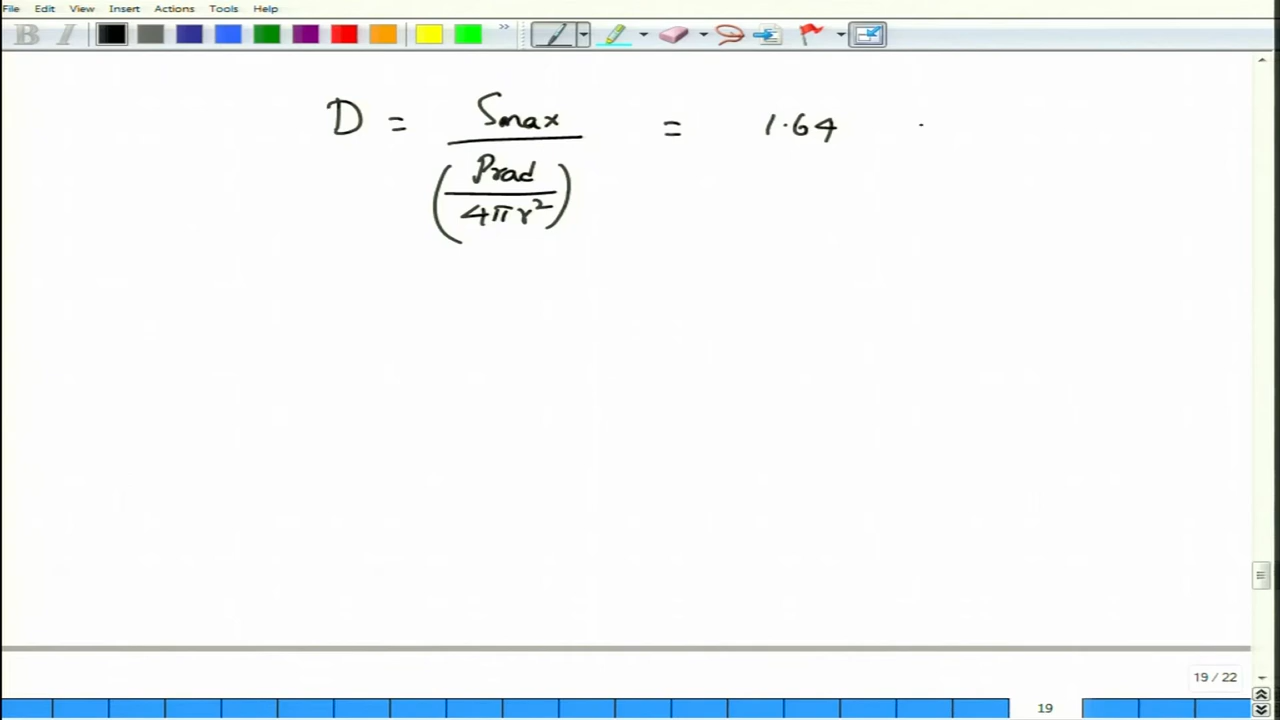 File Edit View Insert Actions Tools Help
B I
D = Smax / (Prad / 4πr²) = 1.64
19 / 22
19